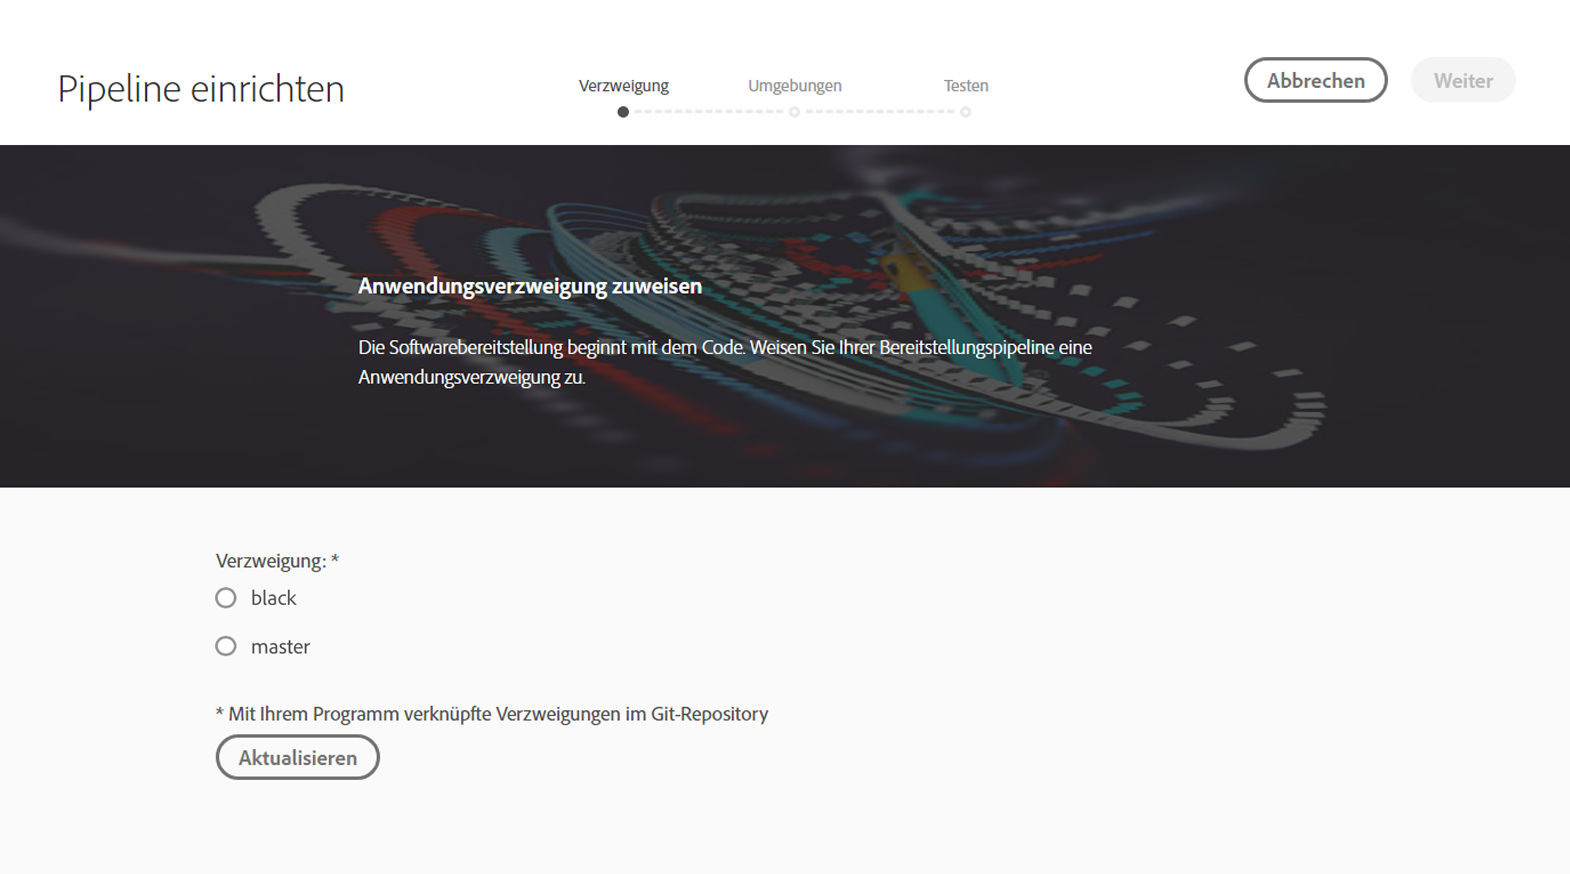 Pipeline einrichten
Verzweigung
Umgebungen
Testen
Abbrechen
Weiter
Anwendungsverzweigung zuweisen
Die Softwarebereitstellung beginnt mit dem Code. Weisen Sie Ihrer Bereitstellungspipeline eine
Anwendungsverzweigung zu.
Verzweigung: *
black
master
* Mit Ihrem Programm verknüpfte Verzweigungen im Git-Repository
Aktualisieren